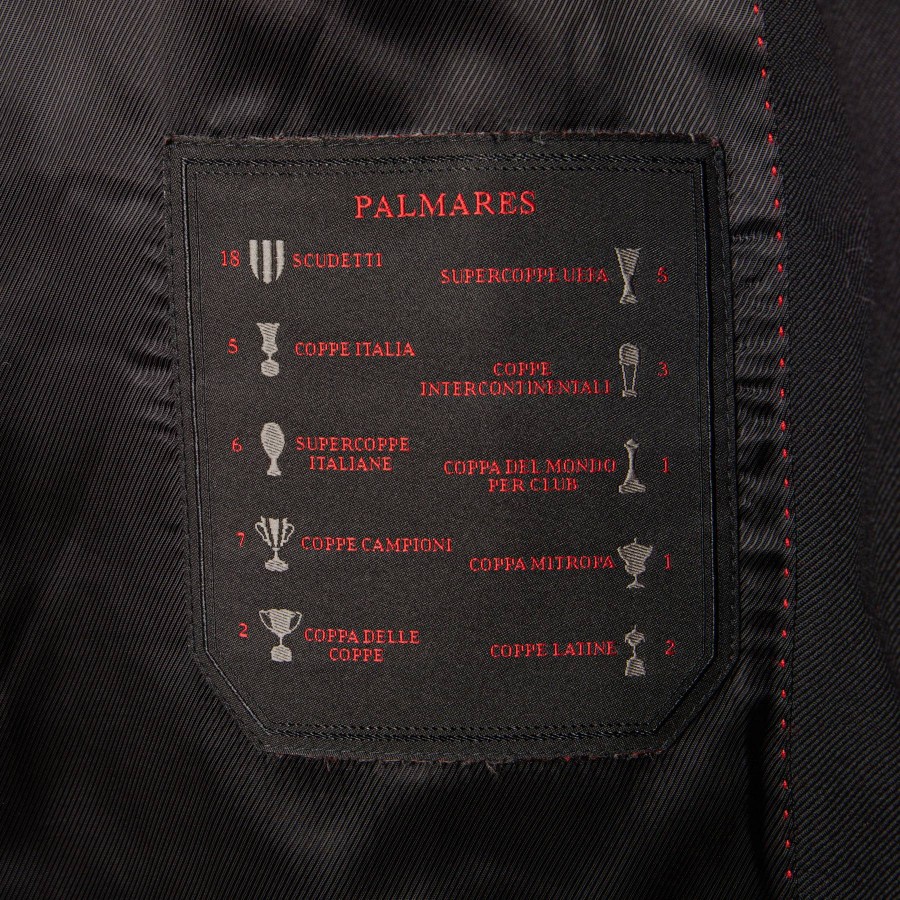 PALMARES
18 SCUDETTI
5 COPPE ITALIA
6 SUPERCOPPE
ITALIANE
7 COPPE CAMPIONI
2 COPPA DELLE
COPPE
SUPERCOPPE UEFA 5
COPPE
INTERCONTINENTALI 3
COPPA DEL MONDO
PER CLUB 1
COPPA MITROPA 1
COPPE LATINE 2